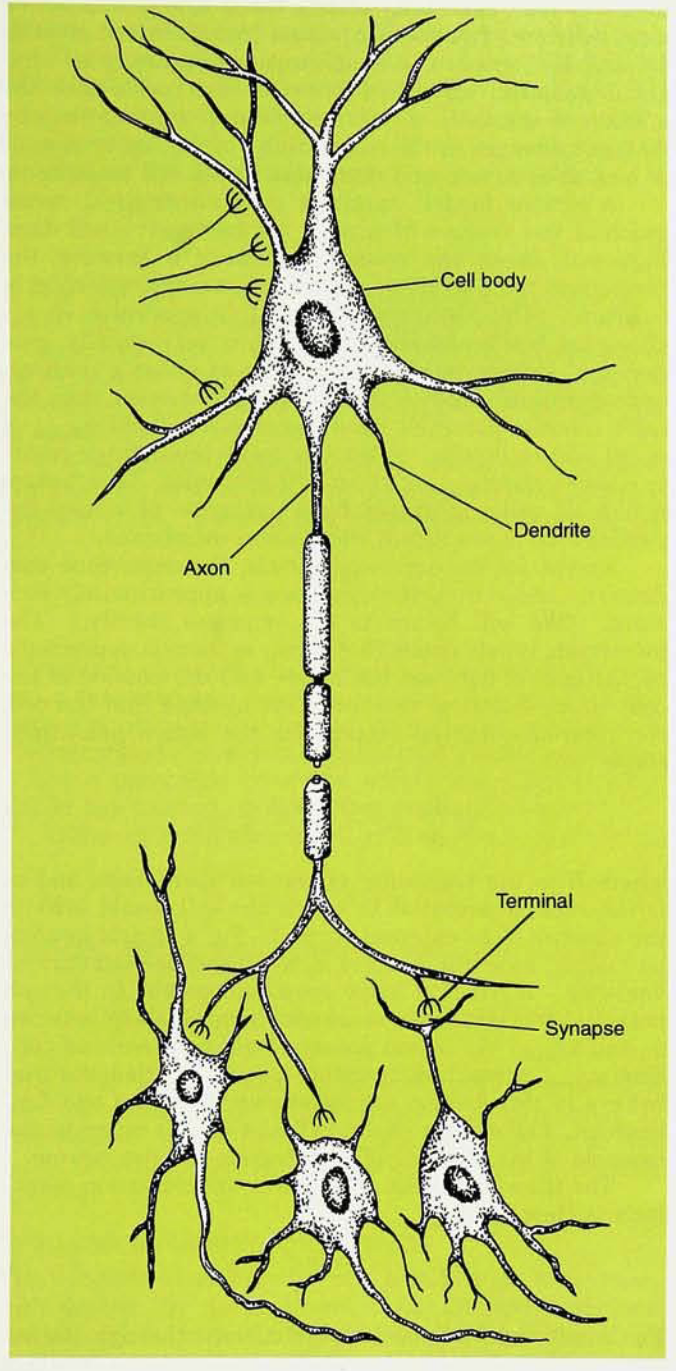 Cell body
Dendrite
Axon
Terminal
Synapse